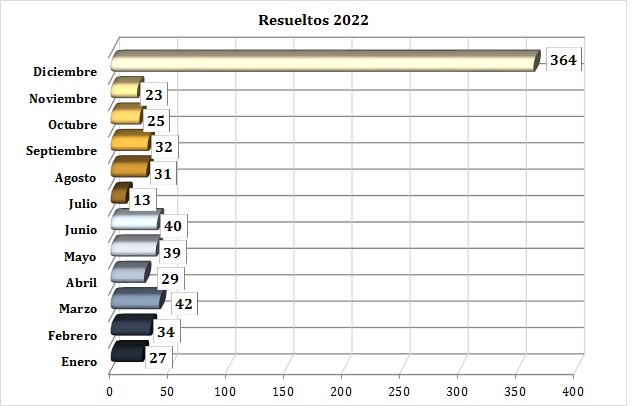 Resueltos 2022
Diciembre 364
Noviembre 23
Octubre 25
Septiembre 32
Agosto 31
Julio 13
Junio 40
Mayo 39
Abril 29
Marzo 42
Febrero 34
Enero 27
0 50 100 150 200 250 300 350 400